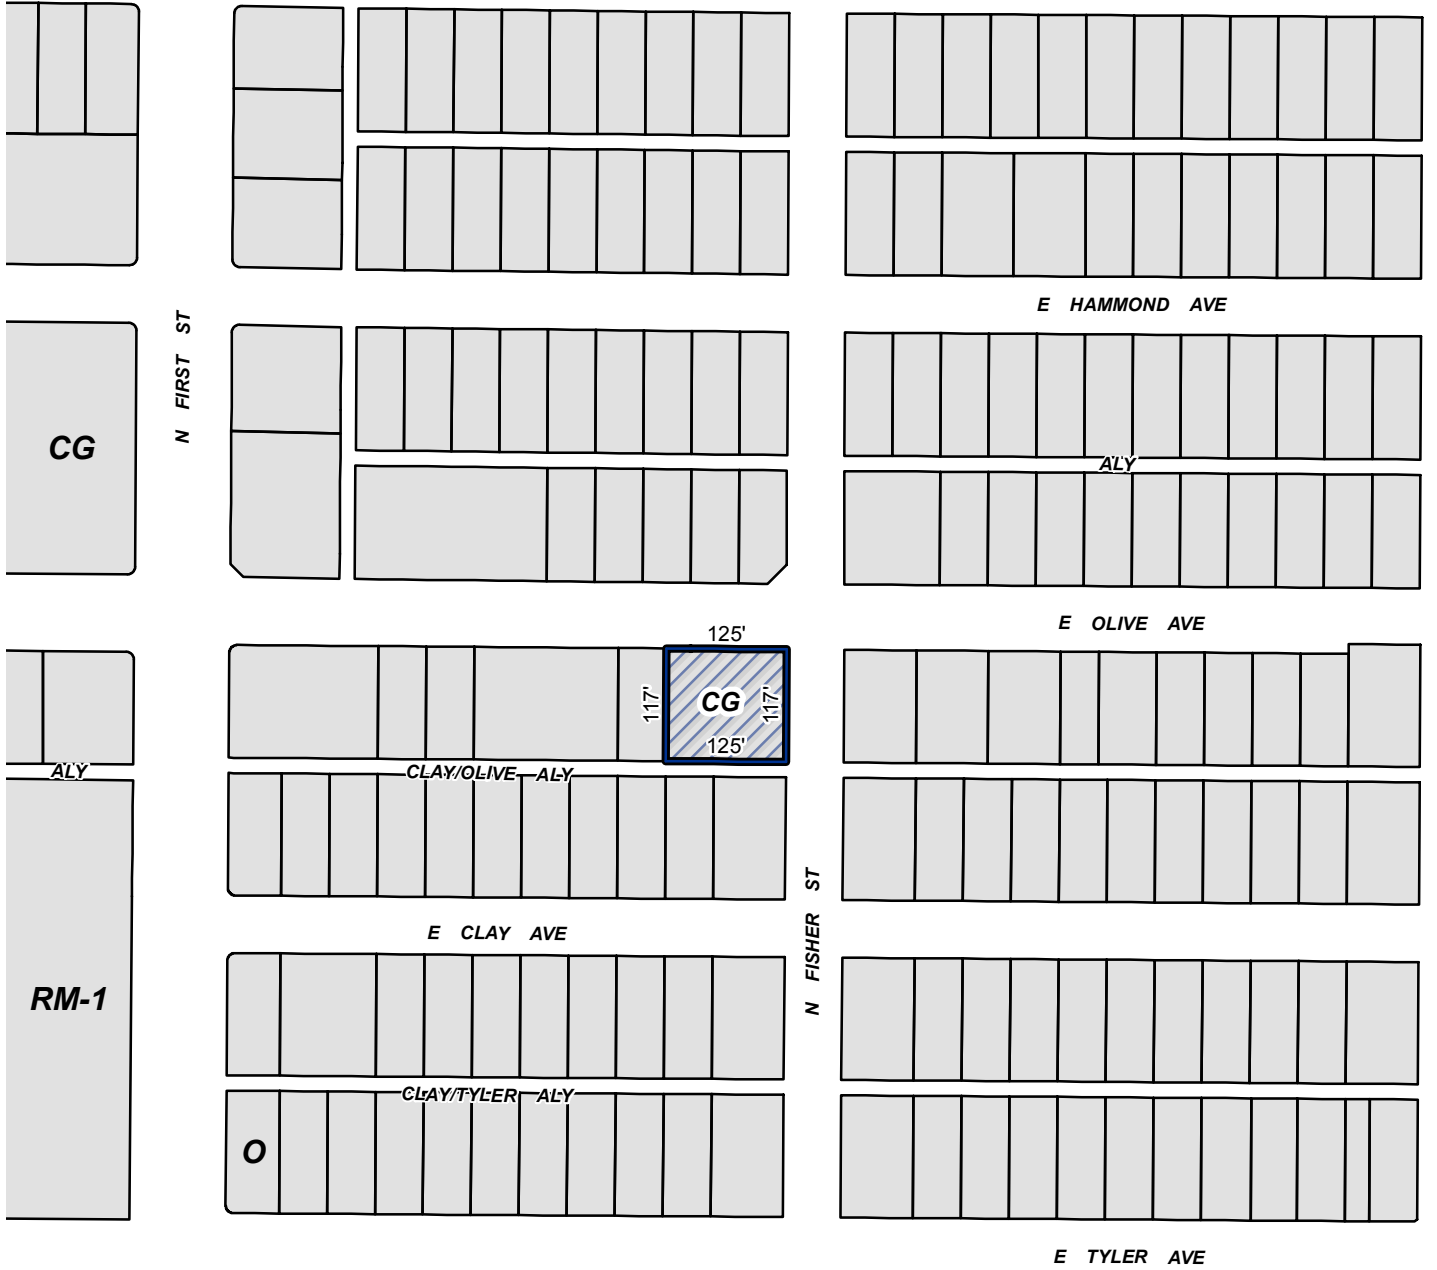 E HAMMOND AVE
N FIRST ST
CG
ALY
E OLIVE AVE
125'
117'
CG
117'
125'
ALY
CLAY/OLIVE ALY
N FISHER ST
E CLAY AVE
RM-1
CLAY/TYLER ALY
O
E TYLER AVE